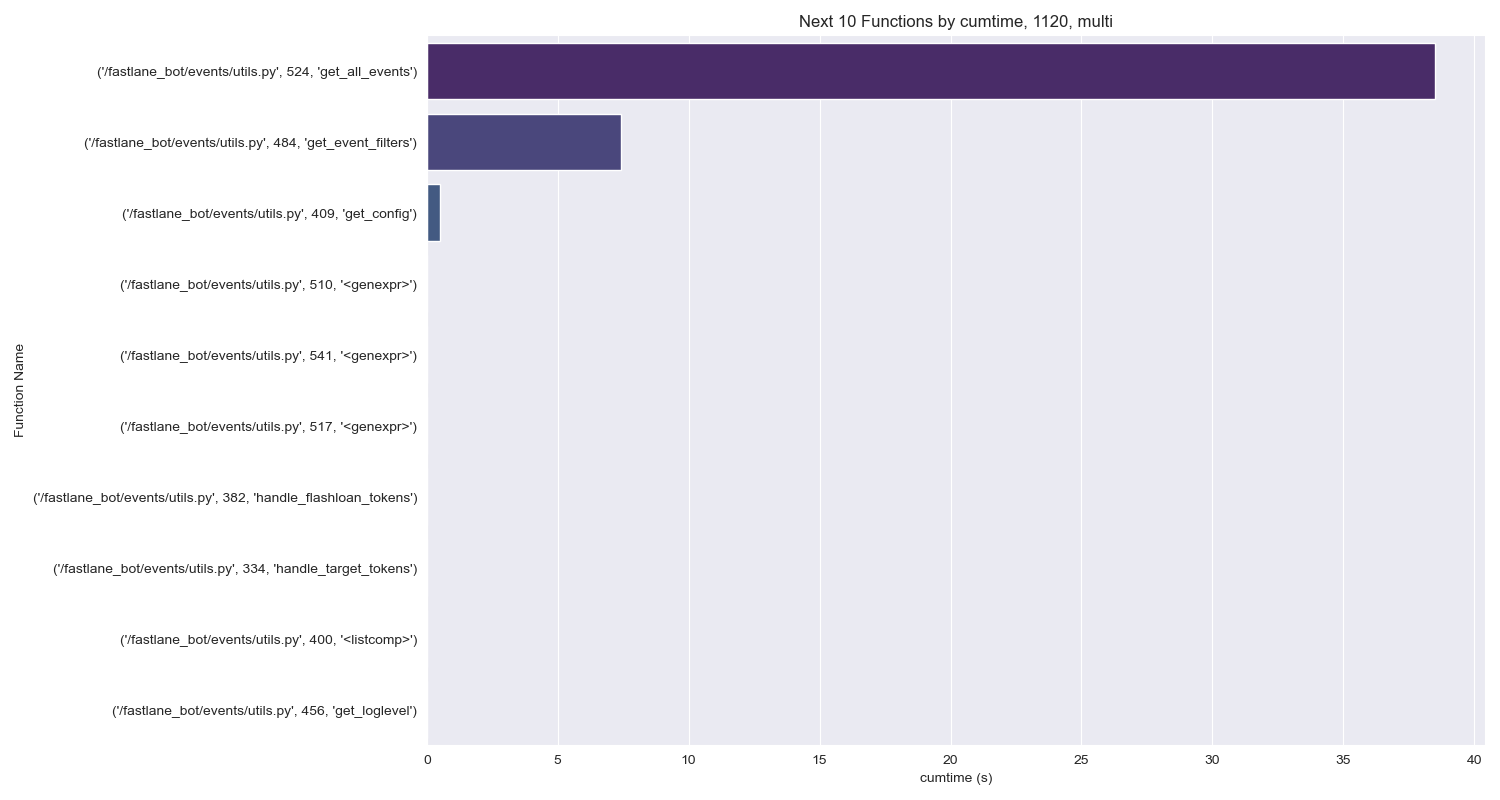 Next 10 Functions by cumtime, 1120, multi
('/fastlane_bot/events/utils.py', 524, 'get_all_events')
('/fastlane_bot/events/utils.py', 484, 'get_event_filters')
('/fastlane_bot/events/utils.py', 409, 'get_config')
('/fastlane_bot/events/utils.py', 510, '<genexpr>')
('/fastlane_bot/events/utils.py', 541, '<genexpr>')
('/fastlane_bot/events/utils.py', 517, '<genexpr>')
('/fastlane_bot/events/utils.py', 382, 'handle_flashloan_tokens')
('/fastlane_bot/events/utils.py', 334, 'handle_target_tokens')
('/fastlane_bot/events/utils.py', 400, '<listcomp>')
('/fastlane_bot/events/utils.py', 456, 'get_loglevel')
Function Name
0 5 10 15 20 25 30 35 40
cumtime (s)